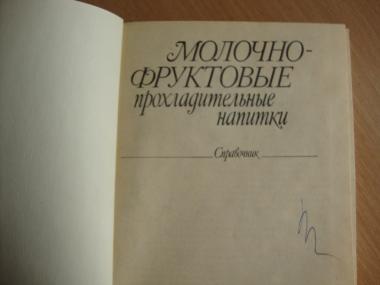 МОЛОЧНО-
ФРУКТОВЫЕ
прохладительные
напитки
Справочник